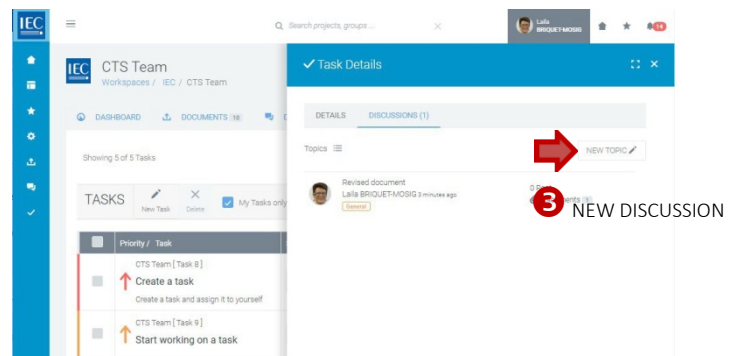 IEC
Search projects, groups ...
Laila
BRIQUET-MOSIG
14
IEC
CTS Team
Workspaces / IEC / CTS Team
DASHBOARD
DOCUMENTS 10
Showing 5 of 5 Tasks
TASKS
New Task
Delete
My Tasks only
Priority / Task
CTS Team [ Task 8 ]
Create a task
Create a task and assign it to yourself
CTS Team [ Task 9 ]
Start working on a task
Task Details
DETAILS
DISCUSSIONS (1)
Topics
NEW TOPIC
Revised document
Laila BRIQUET-MOSIG 3 minutes ago
General
3
NEW DISCUSSION